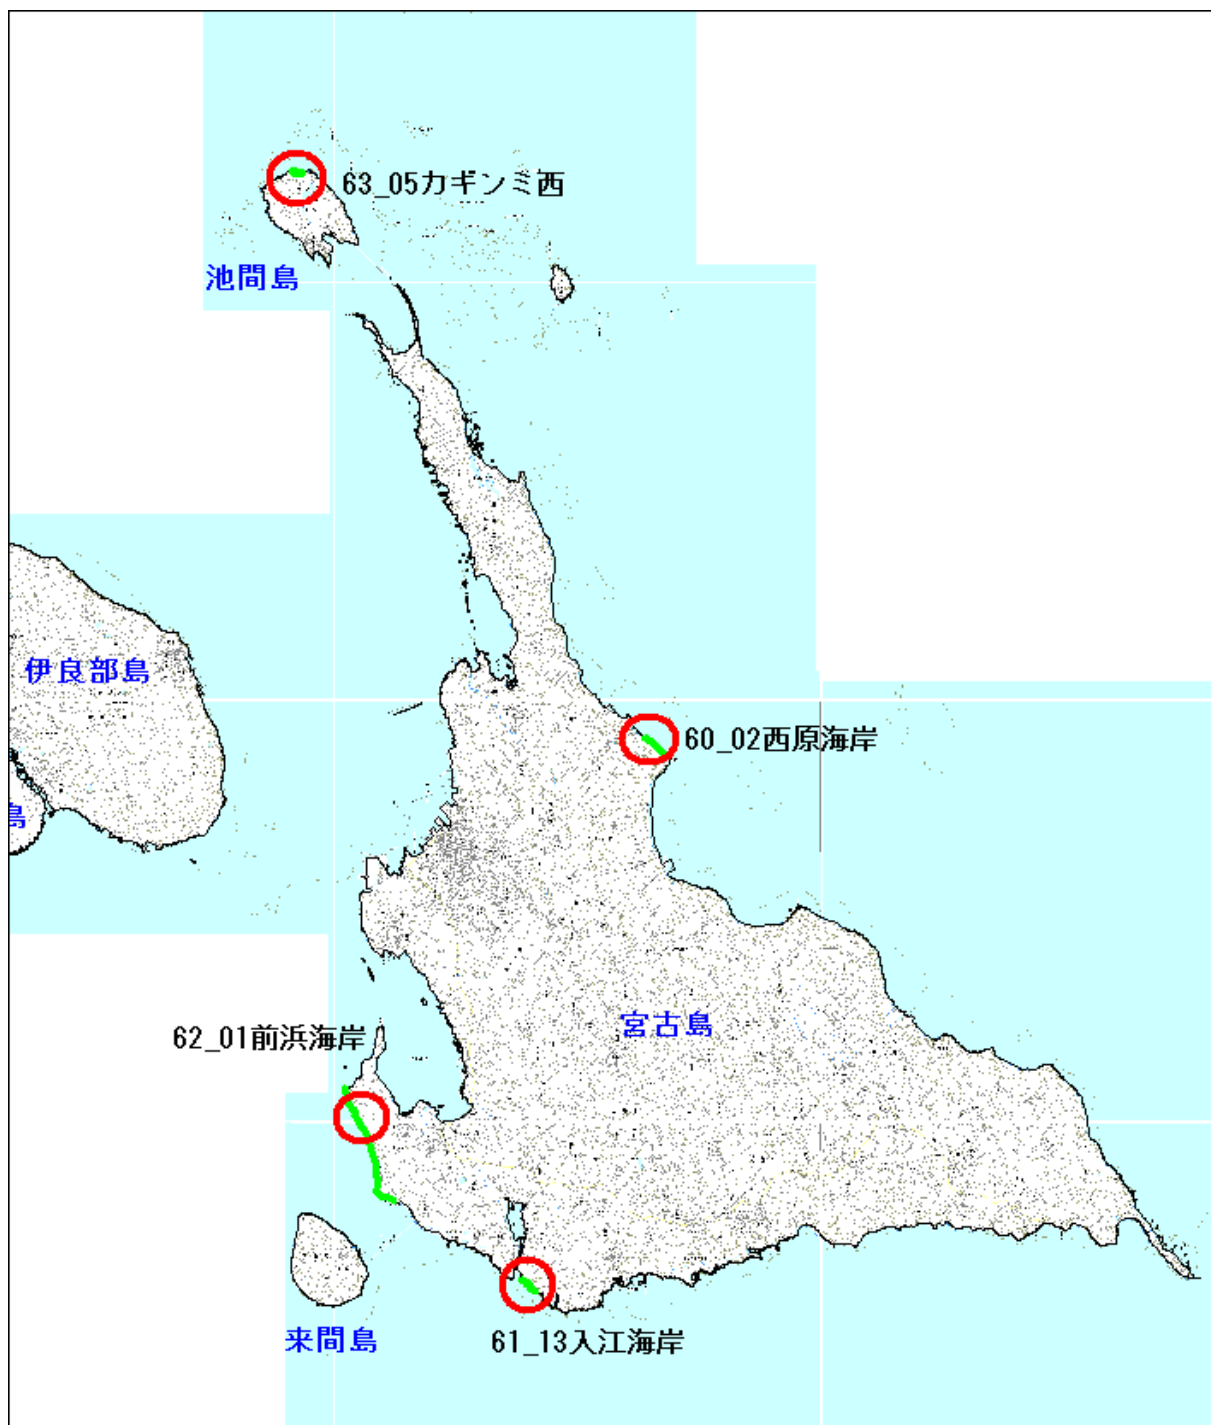 63_05カギンミ西
池間島
伊良部島
60_02西原海岸
島
宮古島
62_01前浜海岸
来間島
61_13入江海岸